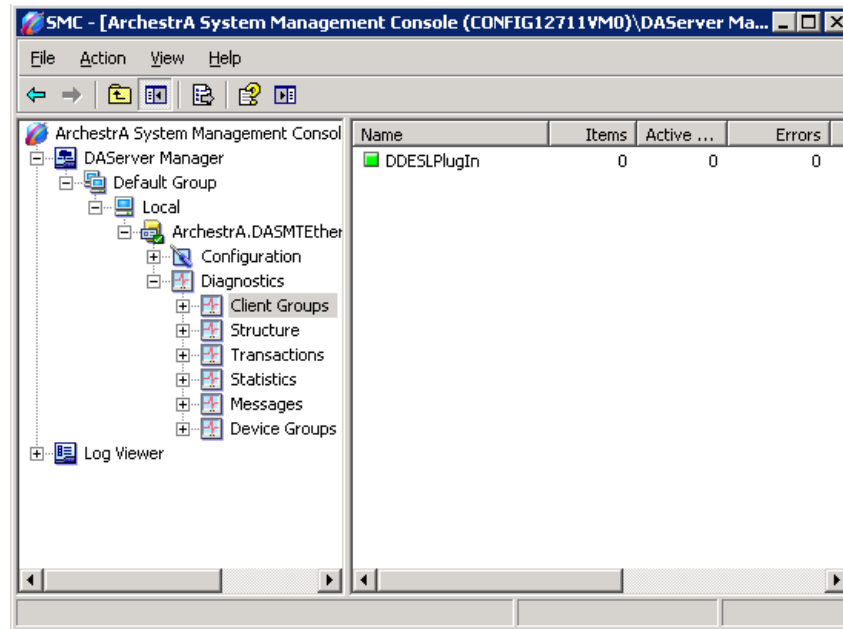 SMC - [ArchestrA System Management Console (CONFIG12711VM0)\DAServer Ma...
File Action View Help
ArchestrA System Management Consol
Name Items Active ... Errors
DAServer Manager
DDESLPlugIn 0 0 0
Default Group
Local
ArchestrA.DASMTEther
Configuration
Diagnostics
Client Groups
Structure
Transactions
Statistics
Messages
Device Groups
Log Viewer